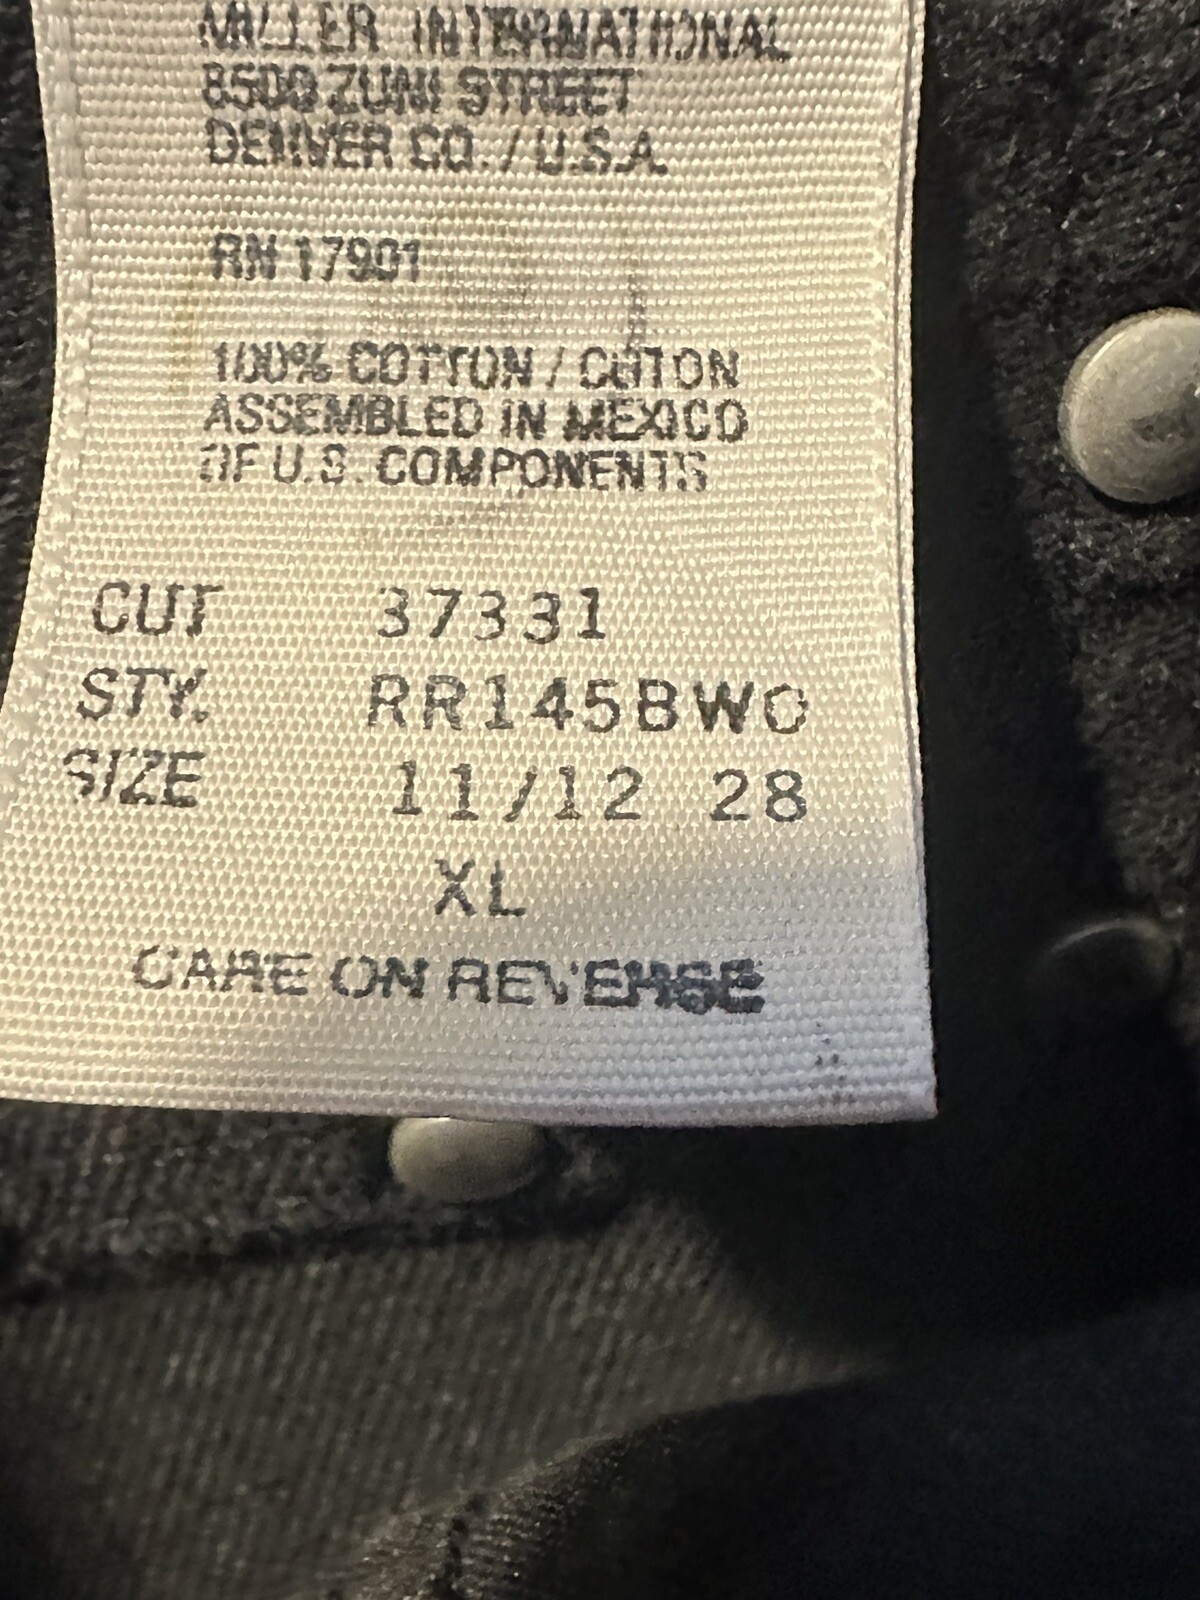 MILLER INTERNATIONAL
8500 ZUNI STREET
DENVER CO. / U.S.A.
RN 17901
100% COTTON / COTON
ASSEMBLED IN MEXICO
OF U.S. COMPONENTS
CUT 37331
STY. RR145BWO
SIZE 11/12 28
XL
CARE ON REVERSE